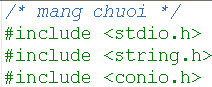 /* mang chuoi */
#include <stdio.h>
#include <string.h>
#include <conio.h>